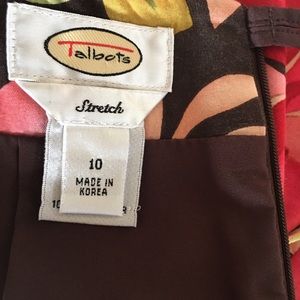 Talbots
Stretch
10
MADE IN
KOREA